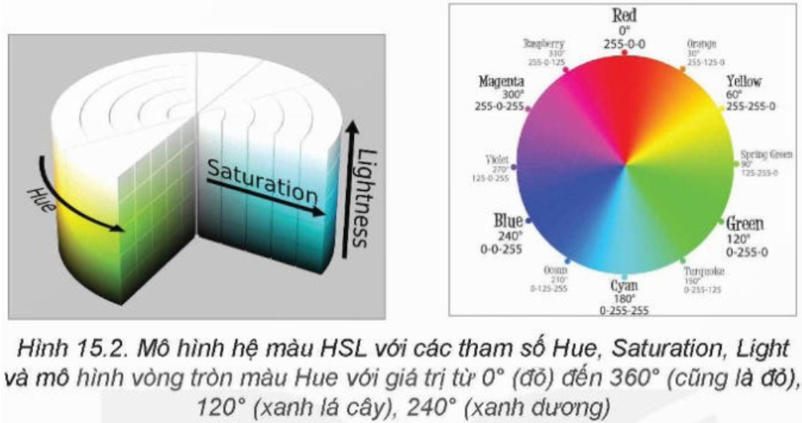 Hue
Saturation
Lightness
Red
0°
255-0-0
Orange
30°
255-125-0
Yellow
60°
255-255-0
Spring Green
90°
125-255-0
Green
120°
0-255-0
Turquoise
150°
0-255-125
Cyan
180°
0-255-255
Ocean
210°
0-125-255
Blue
240°
0-0-255
Violet
270°
125-0-255
Magenta
300°
255-0-255
Raspberry
330°
255-0-125
Hình 15.2. Mô hình hệ màu HSL với các tham số Hue, Saturation, Light
và mô hình vòng tròn màu Hue với giá trị từ 0° (đỏ) đến 360° (cũng là đỏ),
120° (xanh lá cây), 240° (xanh dương)